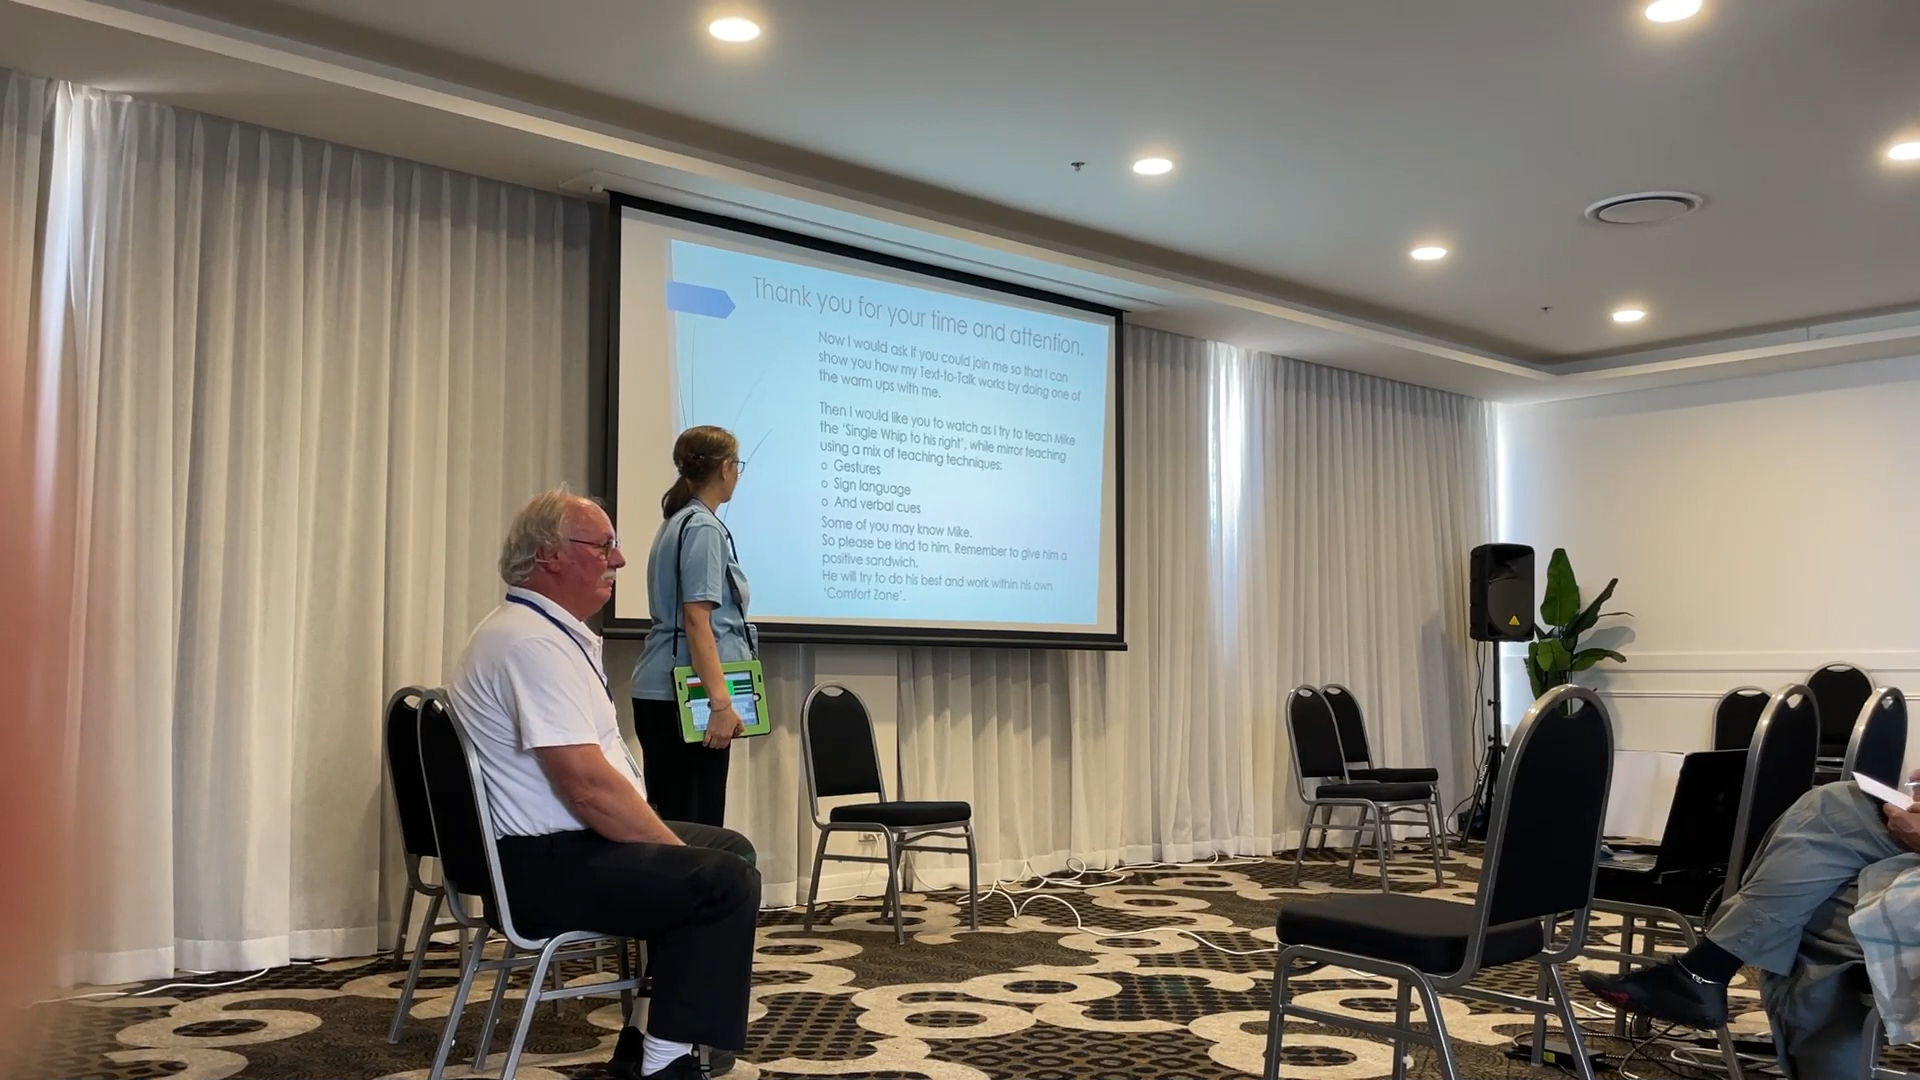 Thank you for your time and attention.
Now I would ask if you could join me so that I can
show you how my Text-to-Talk works by doing one of
the warm ups with me.
Then I would like you to watch as I try to teach Mike
the 'Single Whip to his right', while mirror teaching
using a mix of teaching techniques:
o Gestures
o Sign language
o And verbal cues
Some of you may know Mike.
So please be kind to him. Remember to give him a
positive sandwich.
He will try to do his best and work within his own
'Comfort Zone'.